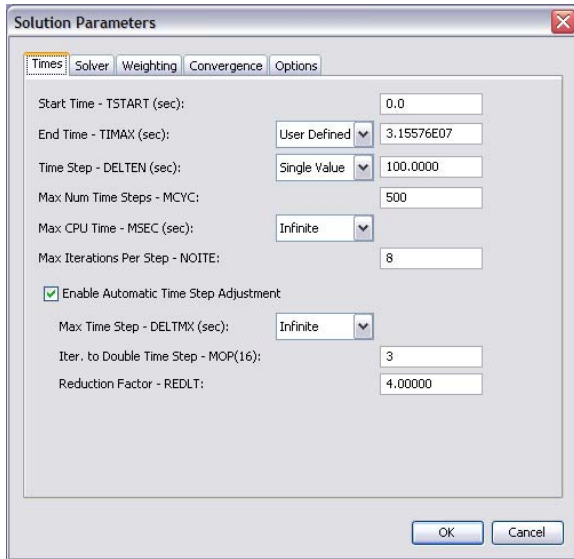 Solution Parameters
Times Solver Weighting Convergence Options
Start Time - TSTART (sec): 0.0
End Time - TIMAX (sec): User Defined 3.15576E07
Time Step - DELTEN (sec): Single Value 100.0000
Max Num Time Steps - MCYC: 500
Max CPU Time - MSEC (sec): Infinite
Max Iterations Per Step - NOITE: 8
Enable Automatic Time Step Adjustment
Max Time Step - DELTMX (sec): Infinite
Iter. to Double Time Step - MOP(16): 3
Reduction Factor - REDLT: 4.00000
OK Cancel